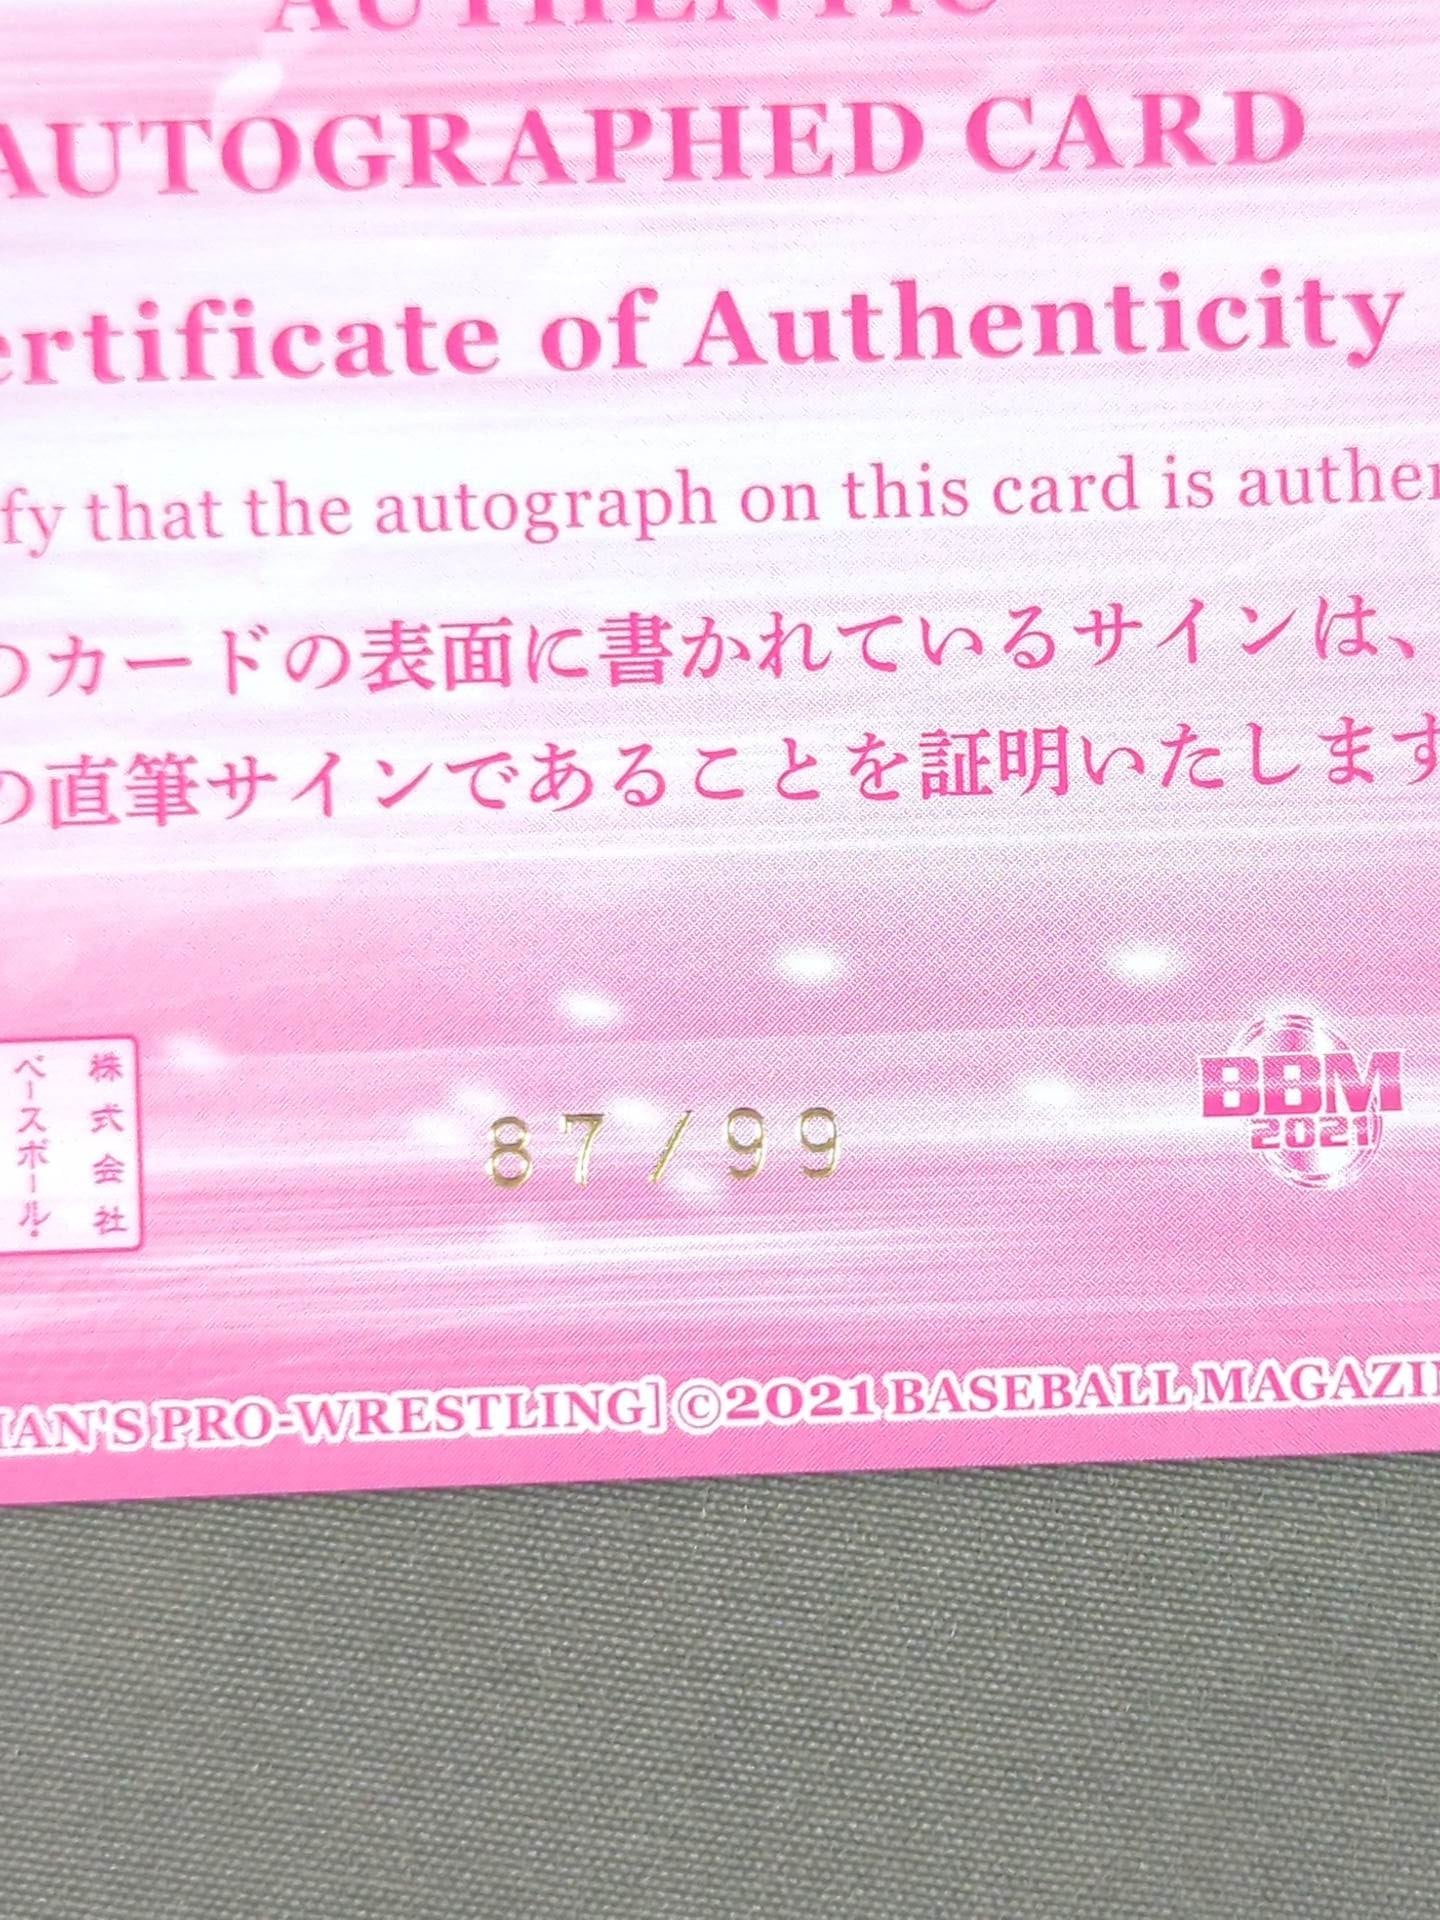 AUTHENTIC
AUTOGRAPHED CARD
ertificate of Authenticity
fy that the autograph on this card is authen
のカードの表面に書かれているサインは、
の直筆サインであることを証明いたします
株式会社
ベースボール・
87/99
BBM
2021
IAN'S PRO-WRESTLING] ©2021 BASEBALL MAGAZIN